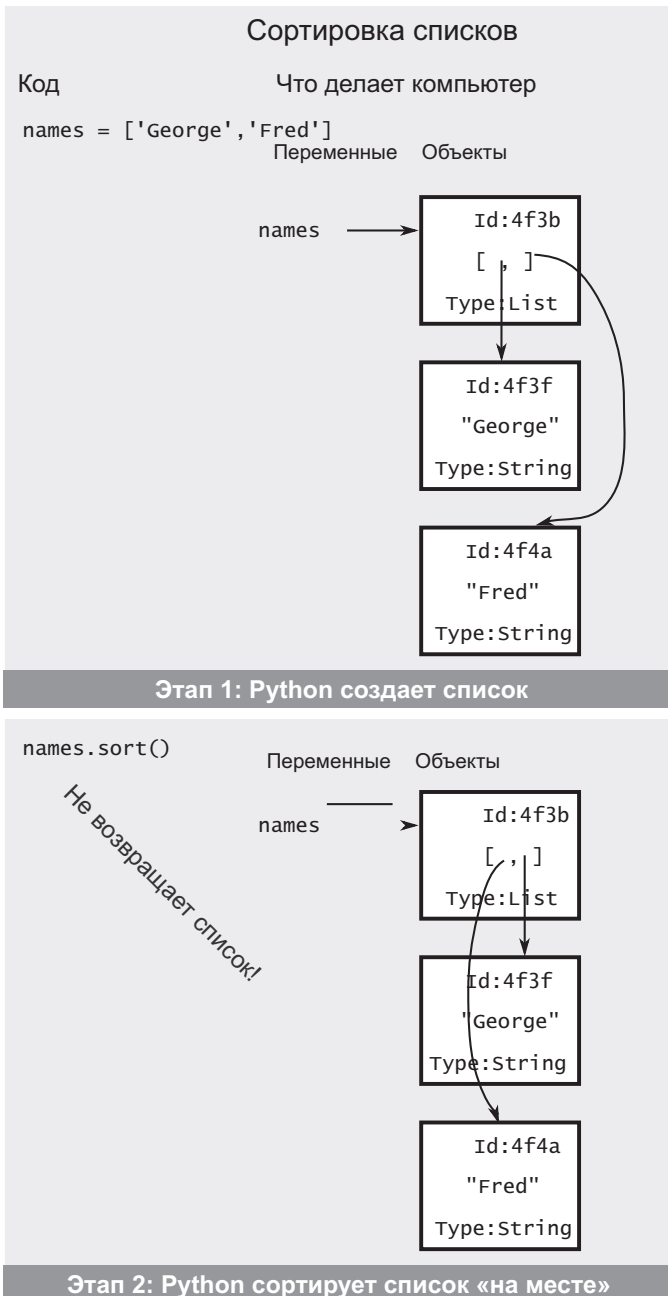 Сортировка списков
Код Что делает компьютер
names = ['George','Fred']
Переменные Объекты
names
Id:4f3b
[ , ]
Type:List
Id:4f3f
"George"
Type:String
Id:4f4a
"Fred"
Type:String
Этап 1: Python создает список
names.sort()
Переменные Объекты
Не возвращает список!
names
Id:4f3b
[ , ]
Type:List
Id:4f3f
"George"
Type:String
Id:4f4a
"Fred"
Type:String
Этап 2: Python сортирует список «на месте»